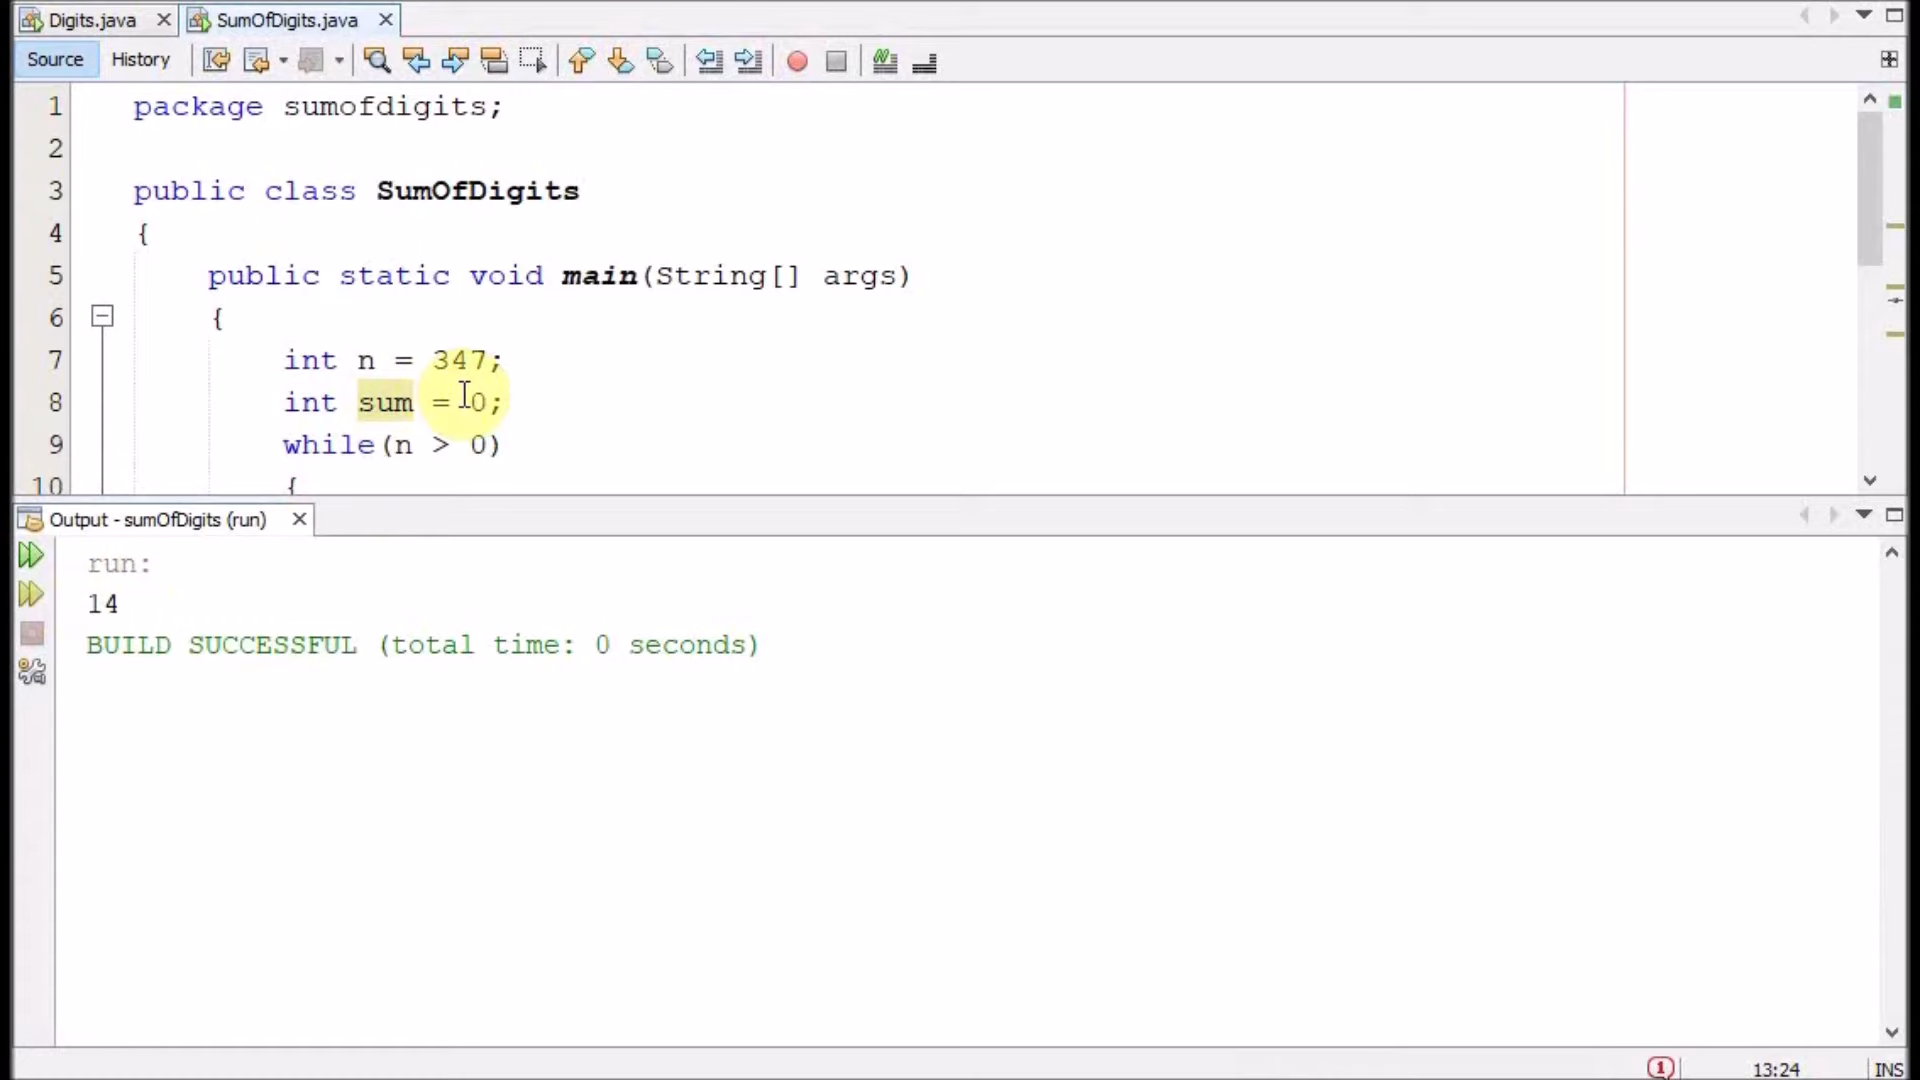 Digits.java SumOfDigits.java
Source History
1 package sumofdigits;
2
3 public class SumOfDigits
4 {
5 public static void main(String[] args)
6 {
7 int n = 347;
8 int sum = 0;
9 while(n > 0)
10 {
Output - sumOfDigits (run)
run:
14
BUILD SUCCESSFUL (total time: 0 seconds)
1 13:24 INS